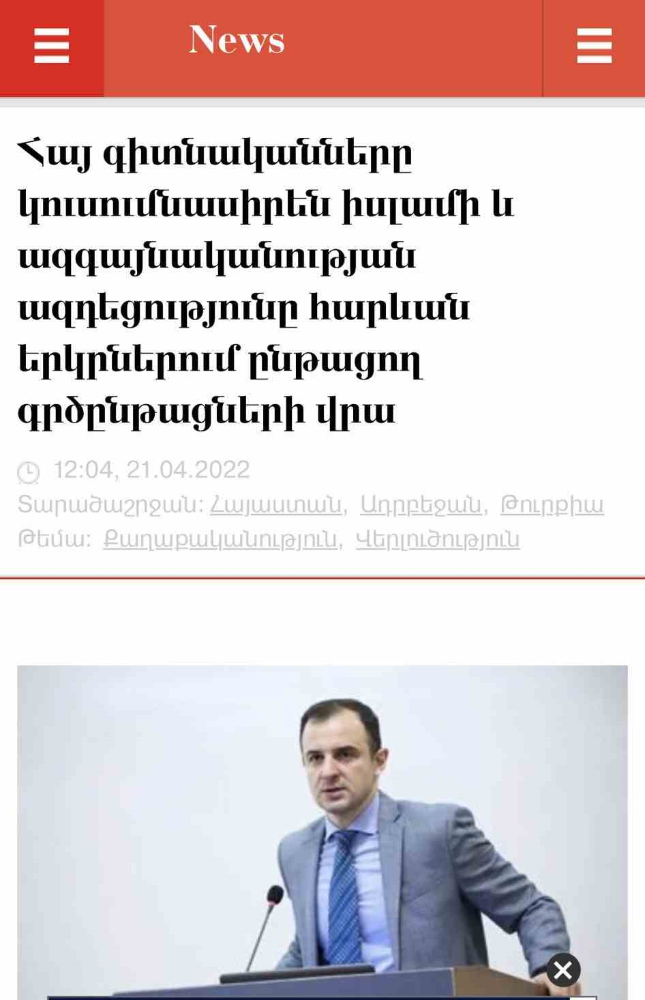 News
Հայ գիտնականները
կուսումնասիրեն իսլամի և
ազգայնականության
ազդեցությունը հարևան
երկրներում ընթացող
գրծընթացների վրա
12:04, 21.04.2022
Տարածաշրջան: Հայաստան, Ադրբեջան, Թուրքիա
Թեմա: Քաղաքականություն, Վերլուծություն